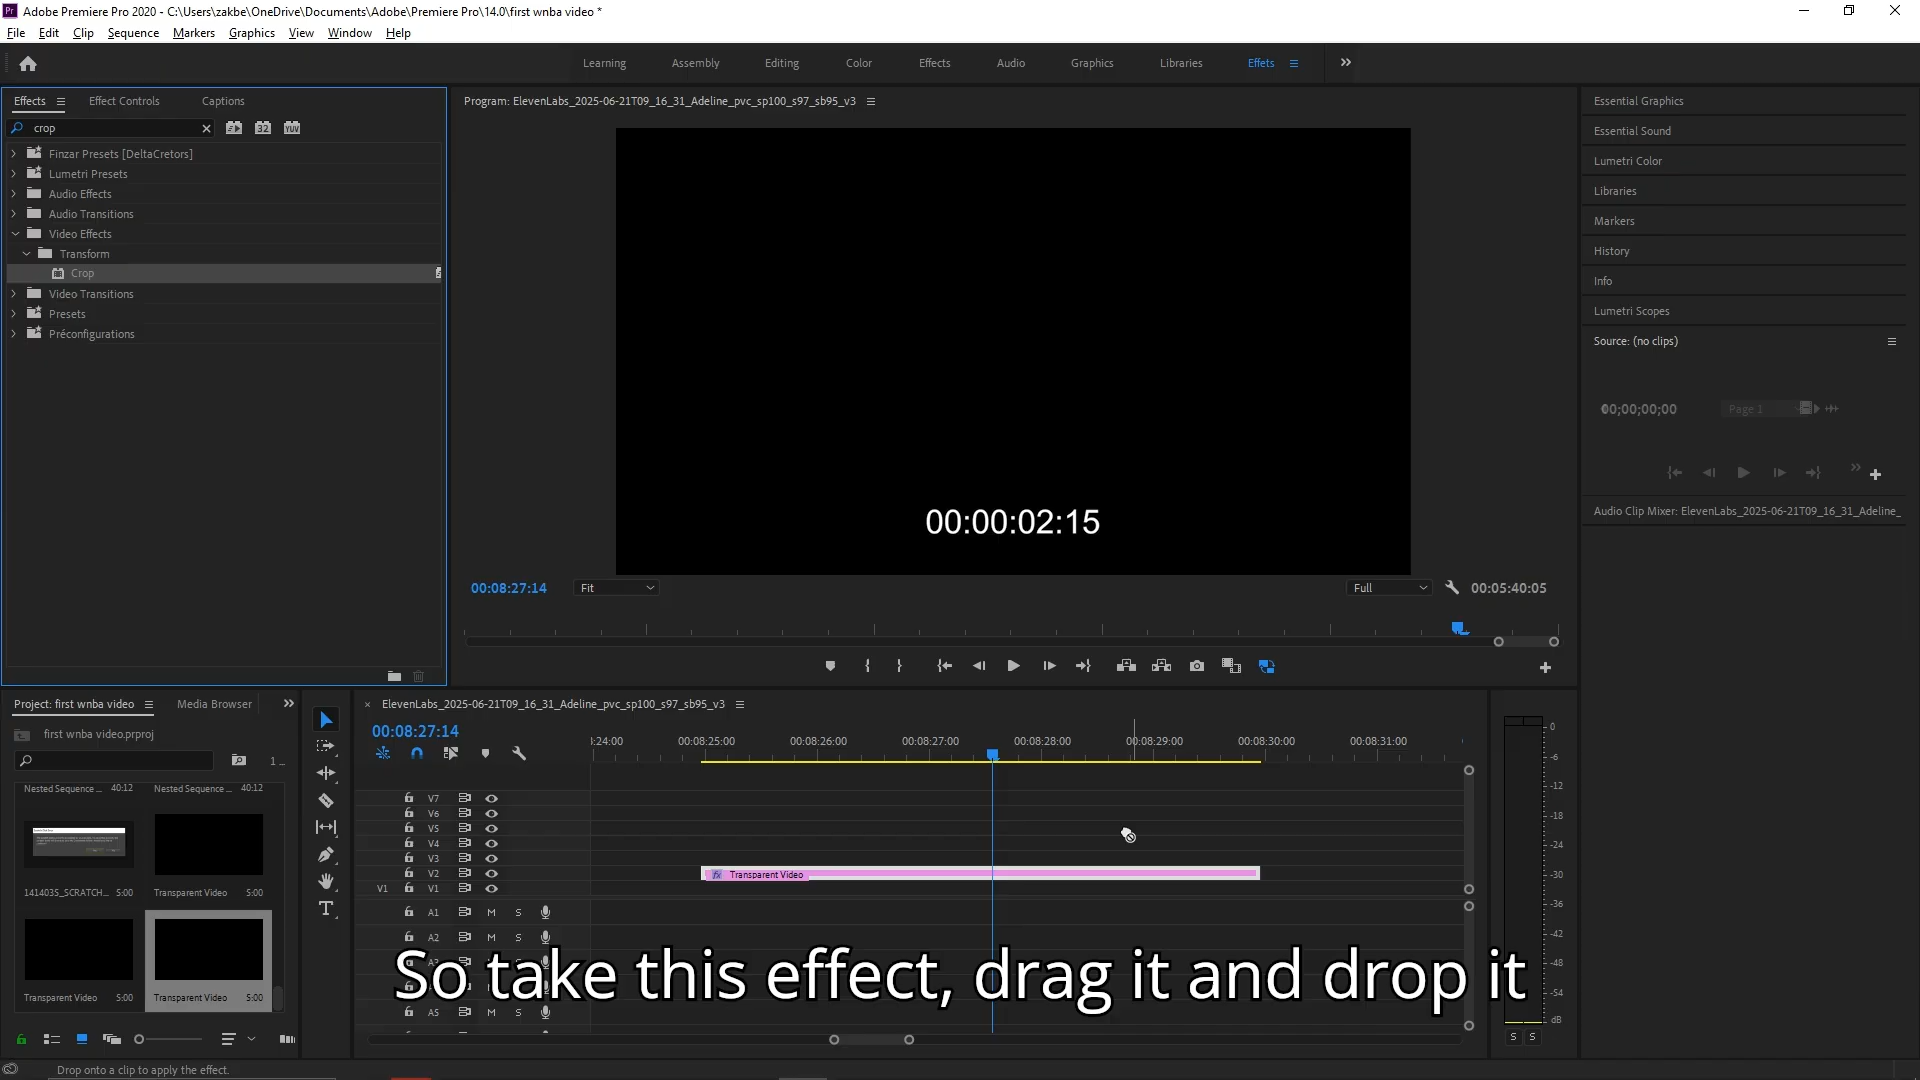 Adobe Premiere Pro 2020 - C:\Users\zakbe\OneDrive\Documents\Adobe\Premiere Pro\14.0\first wnba video *
File Edit Clip Sequence Markers Graphics View Window Help
Learning Assembly Editing Color Effects Audio Graphics Libraries Effets
Effects Effect Controls Captions
crop
32 YUV
Finzar Presets [DeltaCretors]
Lumetri Presets
Audio Effects
Audio Transitions
Video Effects
Transform
Crop
Video Transitions
Presets
Préconfigurations
Program: ElevenLabs_2025-06-21T09_16_31_Adeline_pvc_sp100_s97_sb95_v3
00:00:02:15
00:08:27:14 Fit Full 00:05:40:05
Essential Graphics
Essential Sound
Lumetri Color
Libraries
Markers
History
Info
Lumetri Scopes
Source: (no clips)
00;00;00;00 Page 1
Audio Clip Mixer: ElevenLabs_2025-06-21T09_16_31_Adeline_
Project: first wnba video Media Browser
first wnba video.prproj
1 ...
Nested Sequence ... 40:12 Nested Sequence ... 40:12
141403S_SCRATCH... 5:00 Transparent Video 5:00
Transparent Video 5:00 Transparent Video 5:00
ElevenLabs_2025-06-21T09_16_31_Adeline_pvc_sp100_s97_sb95_v3
00:08:27:14
:24:00 00:08:25:00 00:08:26:00 00:08:27:00 00:08:28:00 00:08:29:00 00:08:30:00 00:08:31:00
V7
V6
V5
V4
V3
V2 fx Transparent Video
V1 V1
A1 M S
A2 M S
A5 M S
So take this effect, drag it and drop it
0
-6
-12
-18
-24
-30
-36
-42
-48
-54
dB
S S
Drop onto a clip to apply the effect.